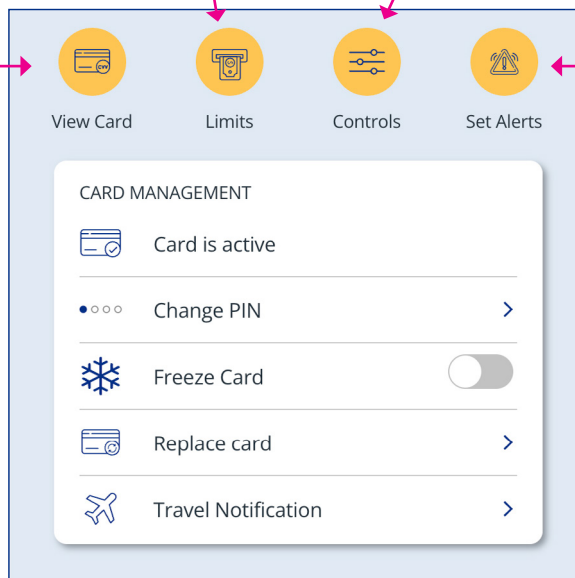 CVV
View Card
Limits
Controls
Set Alerts
CARD MANAGEMENT
Card is active
Change PIN
Freeze Card
Replace card
Travel Notification